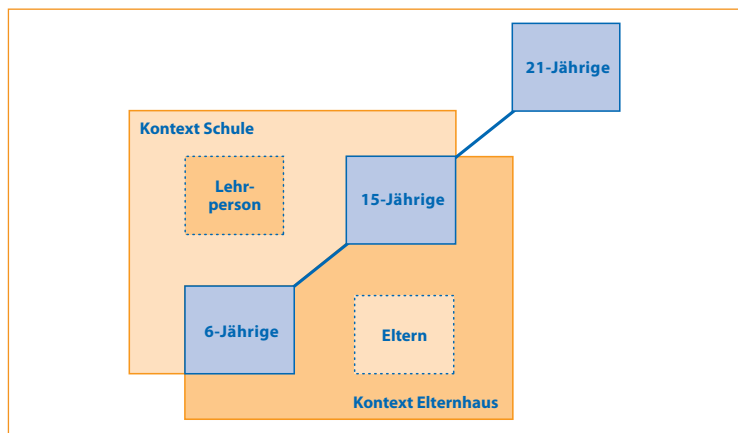 21-Jährige
Kontext Schule
Lehr-
person
15-Jährige
6-Jährige
Eltern
Kontext Elternhaus